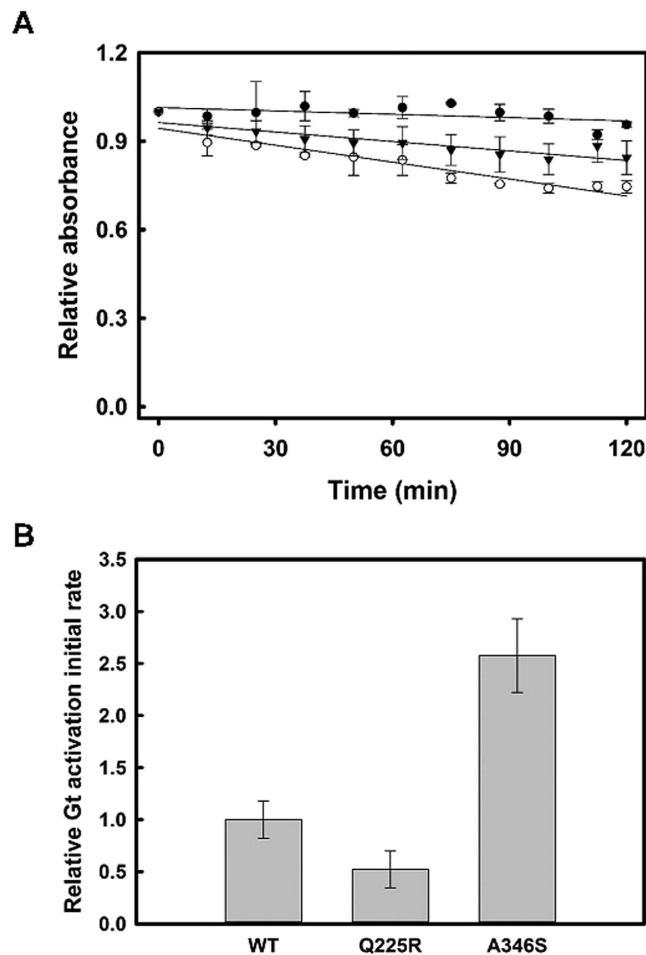 A
Relative absorbance
1.2
0.9
0.6
0.3
0.0
0 30 60 90 120
Time (min)
B
Relative Gt activation initial rate
3.5
3.0
2.5
2.0
1.5
1.0
0.5
0.0
WT Q225R A346S